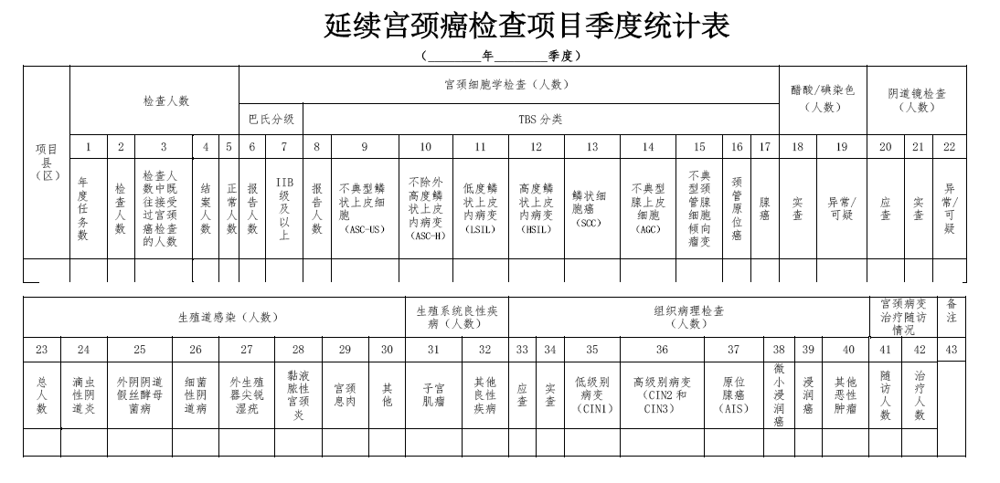 延续宫颈癌检查项目季度统计表
（________年________季度）
项目
县
（区）
检查人数
宫颈细胞学检查（人数）
醋酸/碘染色
（人数）
阴道镜检查
（人数）
巴氏分级
TBS 分类
1 2 3 4 5 6 7 8 9 10 11 12 13 14 15 16 17 18 19 20 21 22
年
度
任
务
数
检
查
人
数
检查人
数中既
往接受
过宫颈
癌检查
的人数
结
案
人
数
正
常
人
数
报
告
人
数
IIB
级
及
以
上
报
告
人
数
不典型鳞
状上皮细
胞
（ASC-US）
不除外
高度鳞
状上皮
内病变
（ASC-H）
低度鳞
状上皮
内病变
（LSIL）
高度鳞
状上皮
内病变
（HSIL）
鳞状细
胞癌
（SCC）
不典型
腺上皮
细胞
（AGC）
不典
型颈
管腺
细胞
倾向
瘤变
颈
管
原
位
癌
腺
癌
实
查
异常/
可疑
应
查
实
查
异
常/
可
疑
生殖道感染（人数）
生殖系统良性疾
病（人数）
组织病理检查
（人数）
宫颈病变
治疗随访
情况
备
注
23 24 25 26 27 28 29 30 31 32 33 34 35 36 37 38 39 40 41 42 43
总
人
数
滴虫
性阴
道炎
外阴阴道
假丝酵母
菌病
细菌
性阴
道病
外生殖
器尖锐
湿疣
黏液
脓性
宫颈
炎
宫颈
息肉
其
他
子宫
肌瘤
其他
良性
疾病
应
查
实
查
低级别
病变
（CIN1）
高级别病变
（CIN2 和
CIN3）
原位
腺癌
（AIS）
微
小
浸
润
癌
浸
润
癌
其他
恶性
肿瘤
随
访
人
数
治
疗
人
数